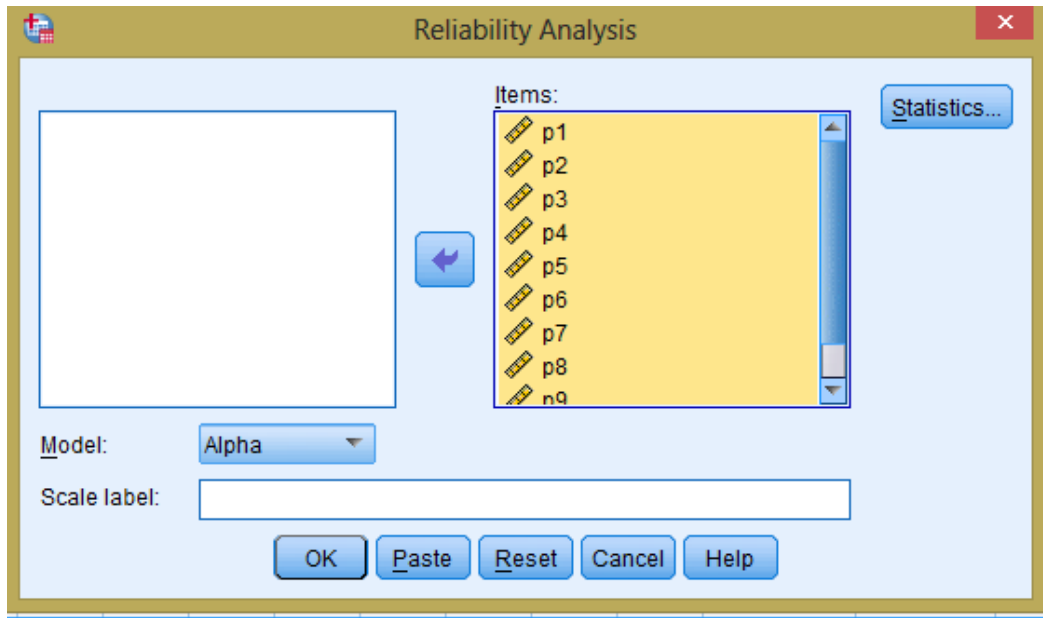 Reliability Analysis
Items:
Statistics...
p1
p2
p3
p4
p5
p6
p7
p8
p9
Model: Alpha
Scale label:
OK Paste Reset Cancel Help